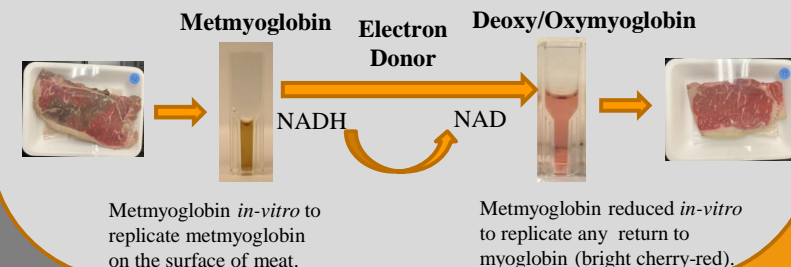 Metmyoglobin
Electron
Donor
Deoxy/Oxymyoglobin
NADH
NAD
Metmyoglobin in-vitro to
replicate metmyoglobin
on the surface of meat.
Metmyoglobin reduced in-vitro
to replicate any return to
myoglobin (bright cherry-red).